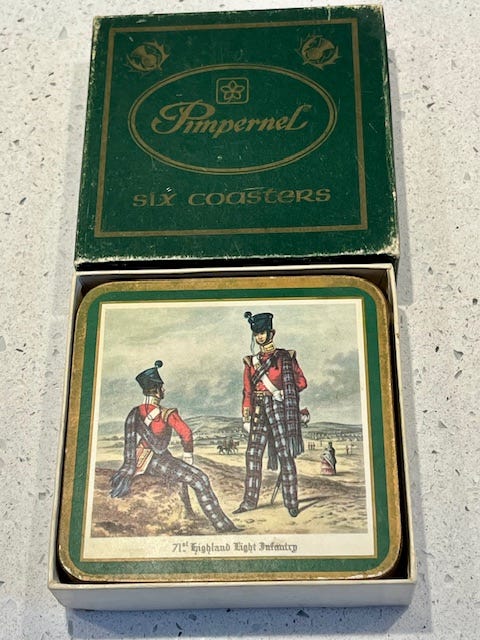 Pimpernel
six coasters
71st Highland Light Infantry